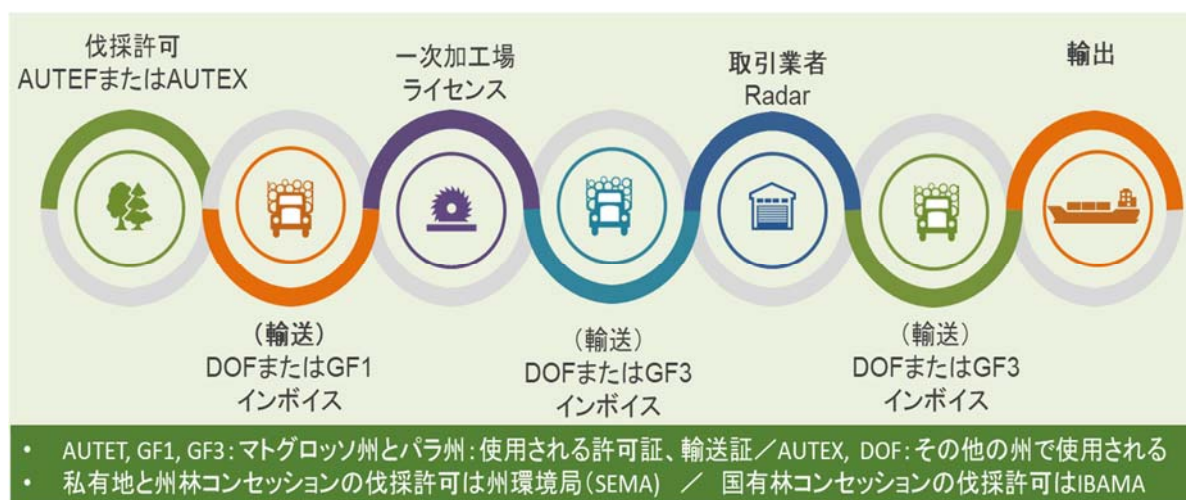 伐採許可
AUTEFまたはAUTEX
(輸送)
DOFまたはGF1
インボイス
一次加工場
ライセンス
（輸送）
DOFまたはGF3
インボイス
取引業者
Radar
（輸送）
DOFまたはGF3
インボイス
輸出
• AUTET, GF1, GF3：マトグロッソ州とパラ州：使用される許可証、輸送証／AUTEX, DOF：その他の州で使用される
• 私有地と州林コンセッションの伐採許可は州環境局（SEMA） ／ 国有林コンセッションの伐採許可はIBAMA